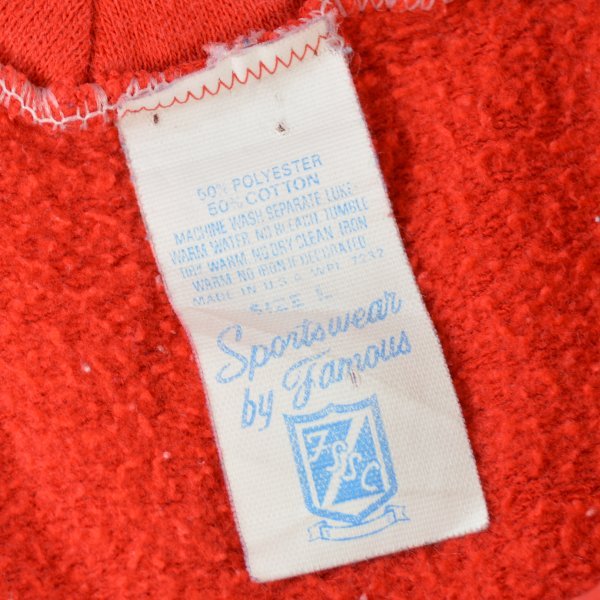 50% POLYESTER
50% COTTON
MACHINE WASH SEPARATE LUKE-
WARM WATER. NO BLEACH. TUMBLE
DRY WARM. NO DRY CLEAN. IRON
WARM. NO IRON IF DECORATED
MADE IN U.S.A. WPL 7232
SIZE L
Sportswear
by Famous
FSSC